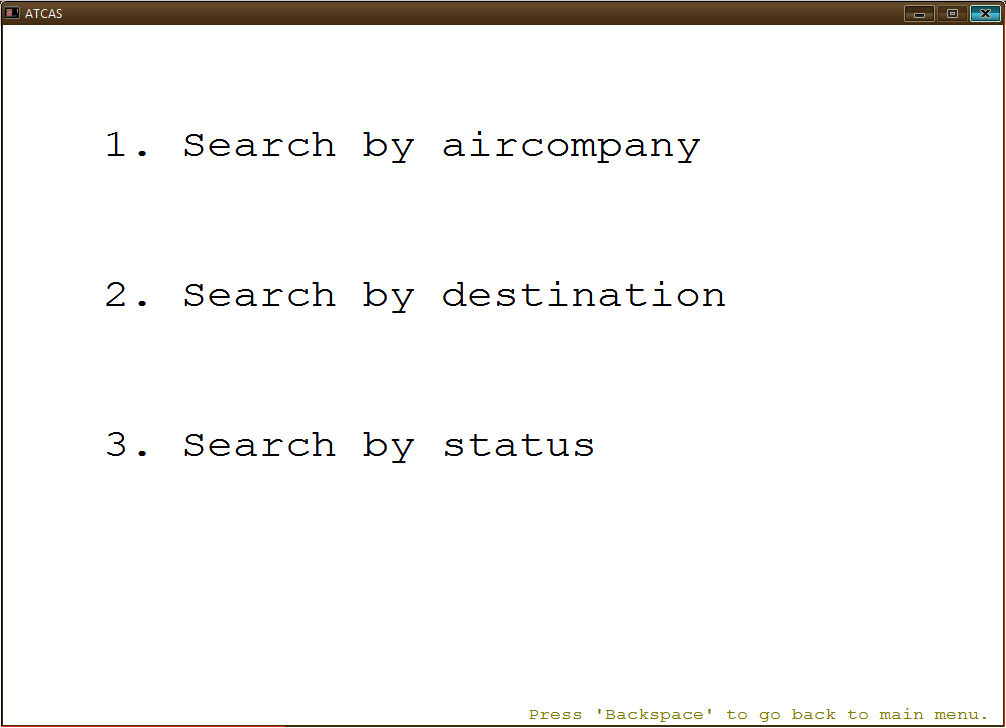 ATCAS
1. Search by aircompany
2. Search by destination
3. Search by status
Press 'Backspace' to go back to main menu.